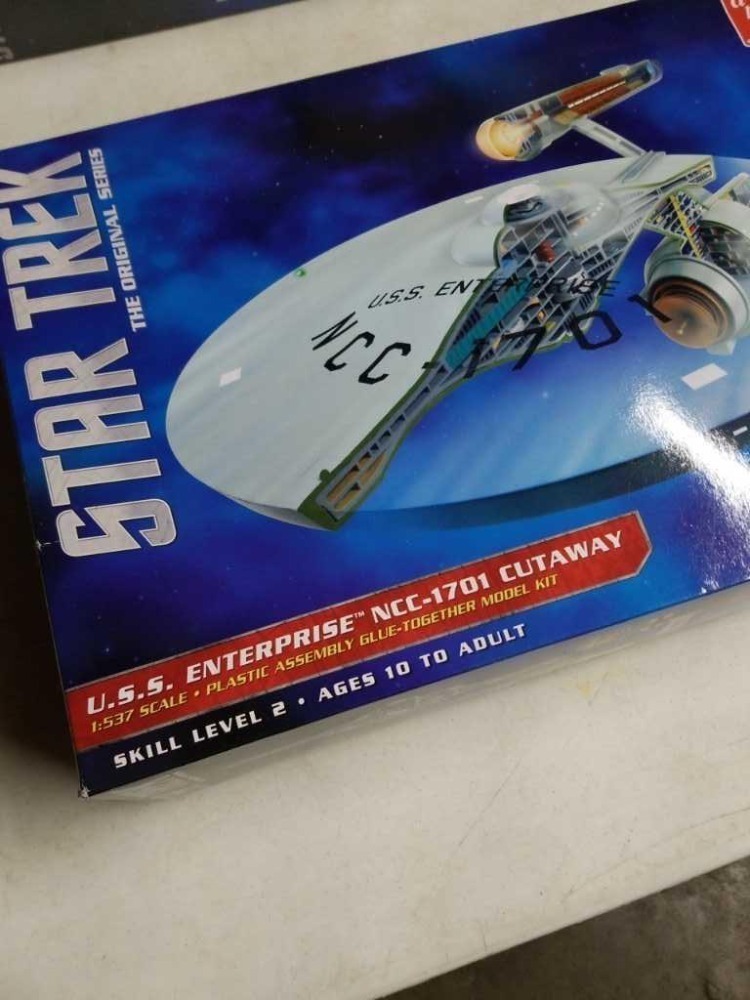 STAR TREK
THE ORIGINAL SERIES
U.S.S. ENTERPRISE
NCC-1701
U.S.S. ENTERPRISE™ NCC-1701 CUTAWAY
1:537 SCALE • PLASTIC ASSEMBLY GLUE-TOGETHER MODEL KIT
SKILL LEVEL 2 • AGES 10 TO ADULT